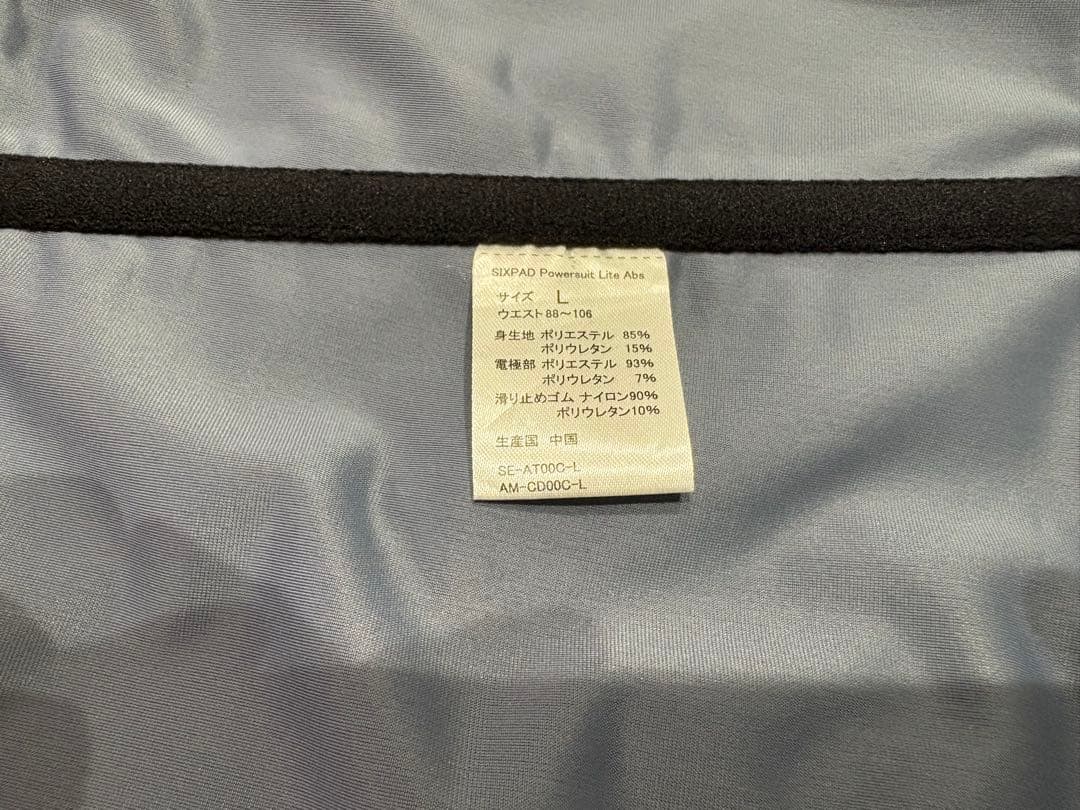 SIXPAD Powersuit Lite Abs
サイズ L
ウエスト88～106
身生地 ポリエステル 85%
ポリウレタン 15%
電極部 ポリエステル 93%
ポリウレタン 7%
滑り止めゴム ナイロン90%
ポリウレタン10%
生産国 中国
SE-AT00C-L
AM-CD00C-L